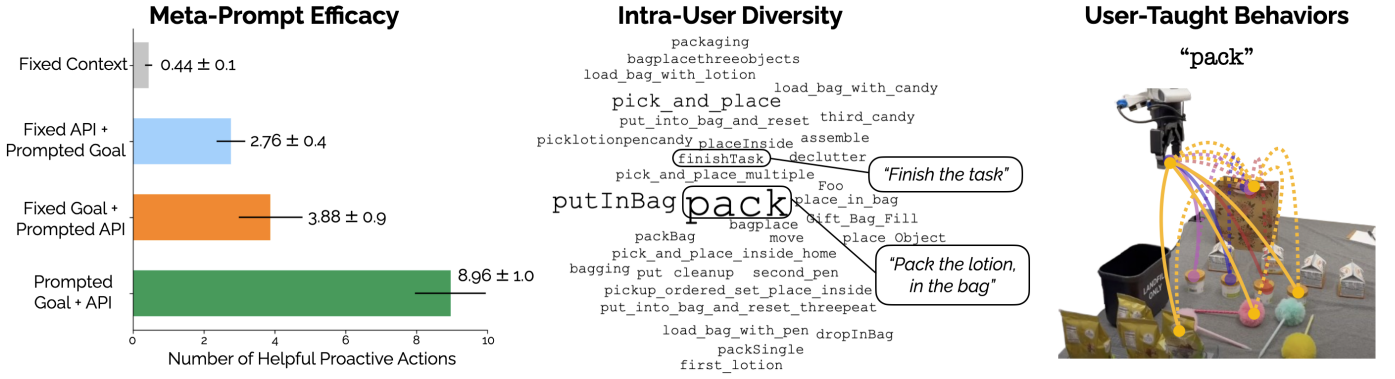 Meta-Prompt Efficacy
Fixed Context
0.44 ± 0.1
Fixed API +
Prompted Goal
2.76 ± 0.4
Fixed Goal +
Prompted API
3.88 ± 0.9
Prompted
Goal + API
8.96 ± 1.0
0 2 4 6 8 10
Number of Helpful Proactive Actions
Intra-User Diversity
packaging
bagplacethreeobjects
load_bag_with_lotion
load_bag_with_candy
pick_and_place
put_into_bag_and_reset
third_candy
picklotionpencandy
placeInside
assemble
finishTask
declutter
pick_and_place_multiple
"Finish the task"
Foo
putInBag
pack
place_in_bag
Gift_Bag_Fill
bagplace
packBag
move
place_Object
pick_and_place_inside_home
"Pack the lotion,
in the bag"
bagging
put
cleanup
second_pen
pickup_ordered_set_place_inside
put_into_bag_and_reset_threepeat
load_bag_with_pen
dropInBag
packSingle
first_lotion
User-Taught Behaviors
"pack"
LANDFILL
ONLY